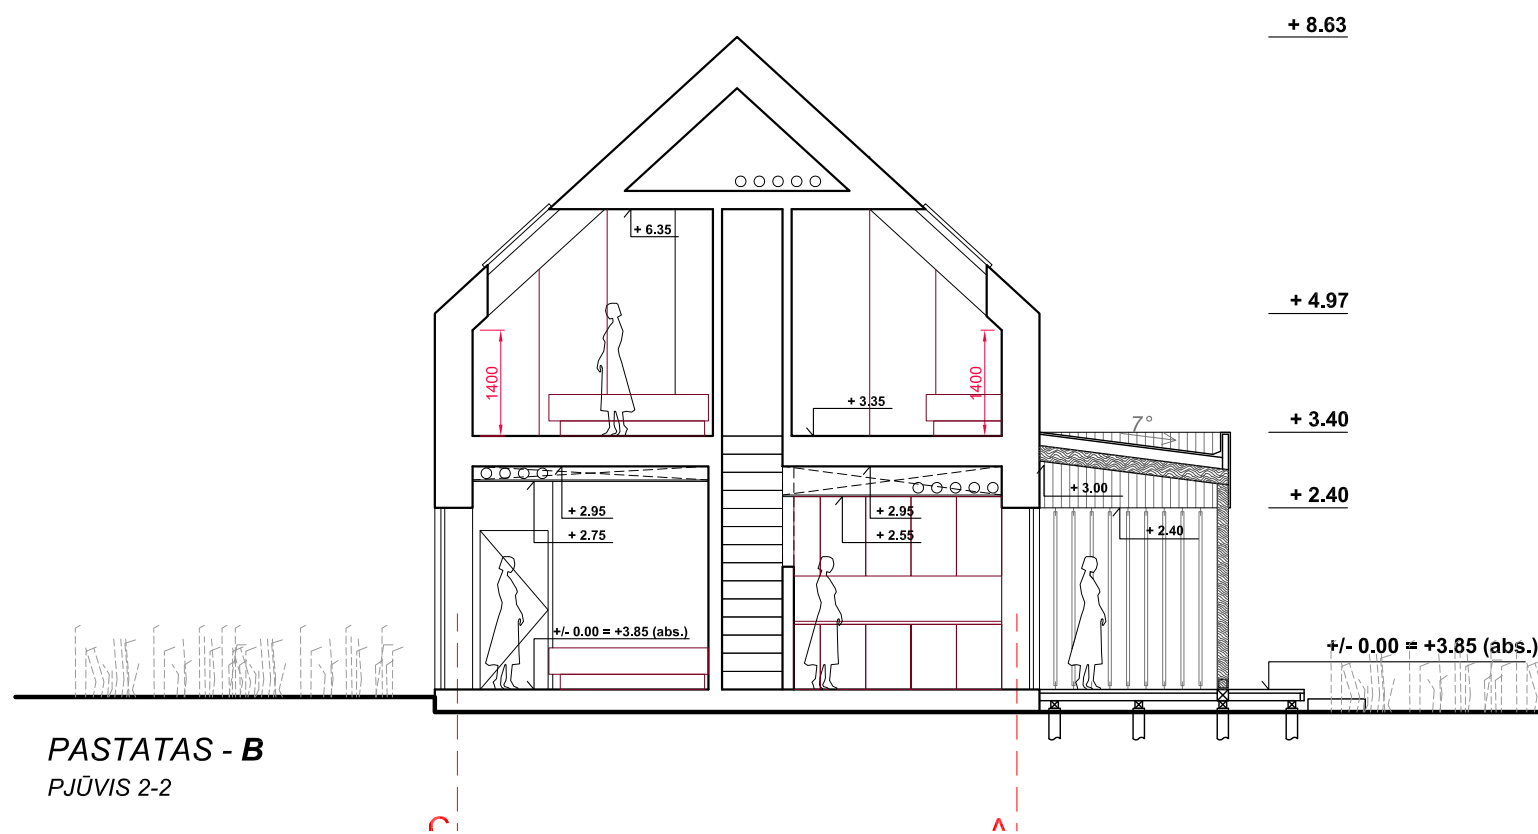 + 8.63
+ 6.35
+ 4.97
1400
1400
+ 3.35
+ 3.40
7°
+ 3.00
+ 2.40
+ 2.95
+ 2.95
+ 2.75
+ 2.55
+ 2.40
+/- 0.00 = +3.85 (abs.)
+/- 0.00 = +3.85 (abs.)
PASTATAS - B
PJŪVIS 2-2
C
A